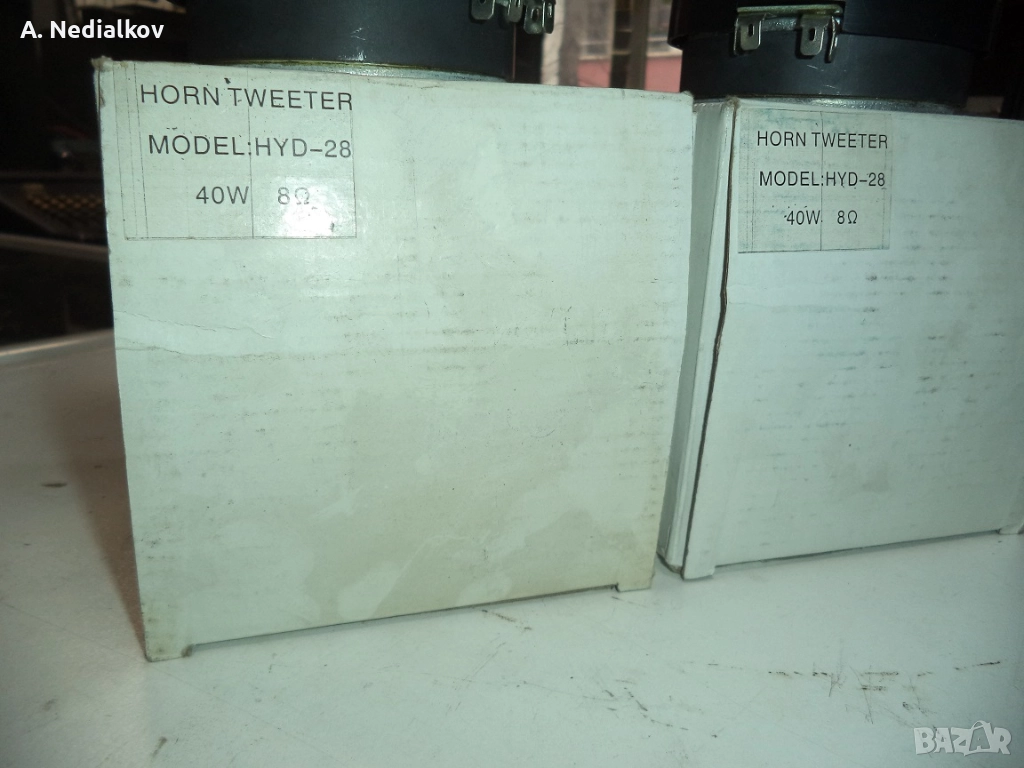 A. Nedialkov
HORN TWEETER
MODEL:HYD-28
40W 8Ω
HORN TWEETER
MODEL:HYD-28
40W 8Ω
BAZAR